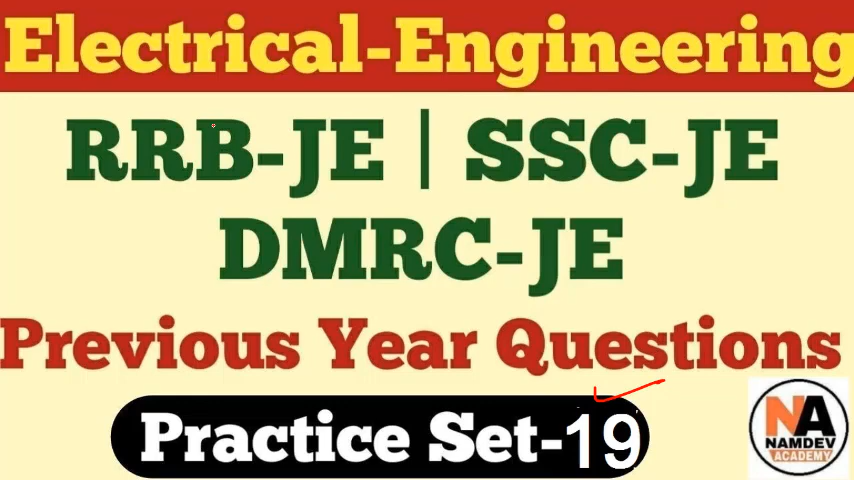 Electrical-Engineering
RRB-JE | SSC-JE
DMRC-JE
Previous Year Questions
Practice Set-19
NA
NAMDEV
ACADEMY